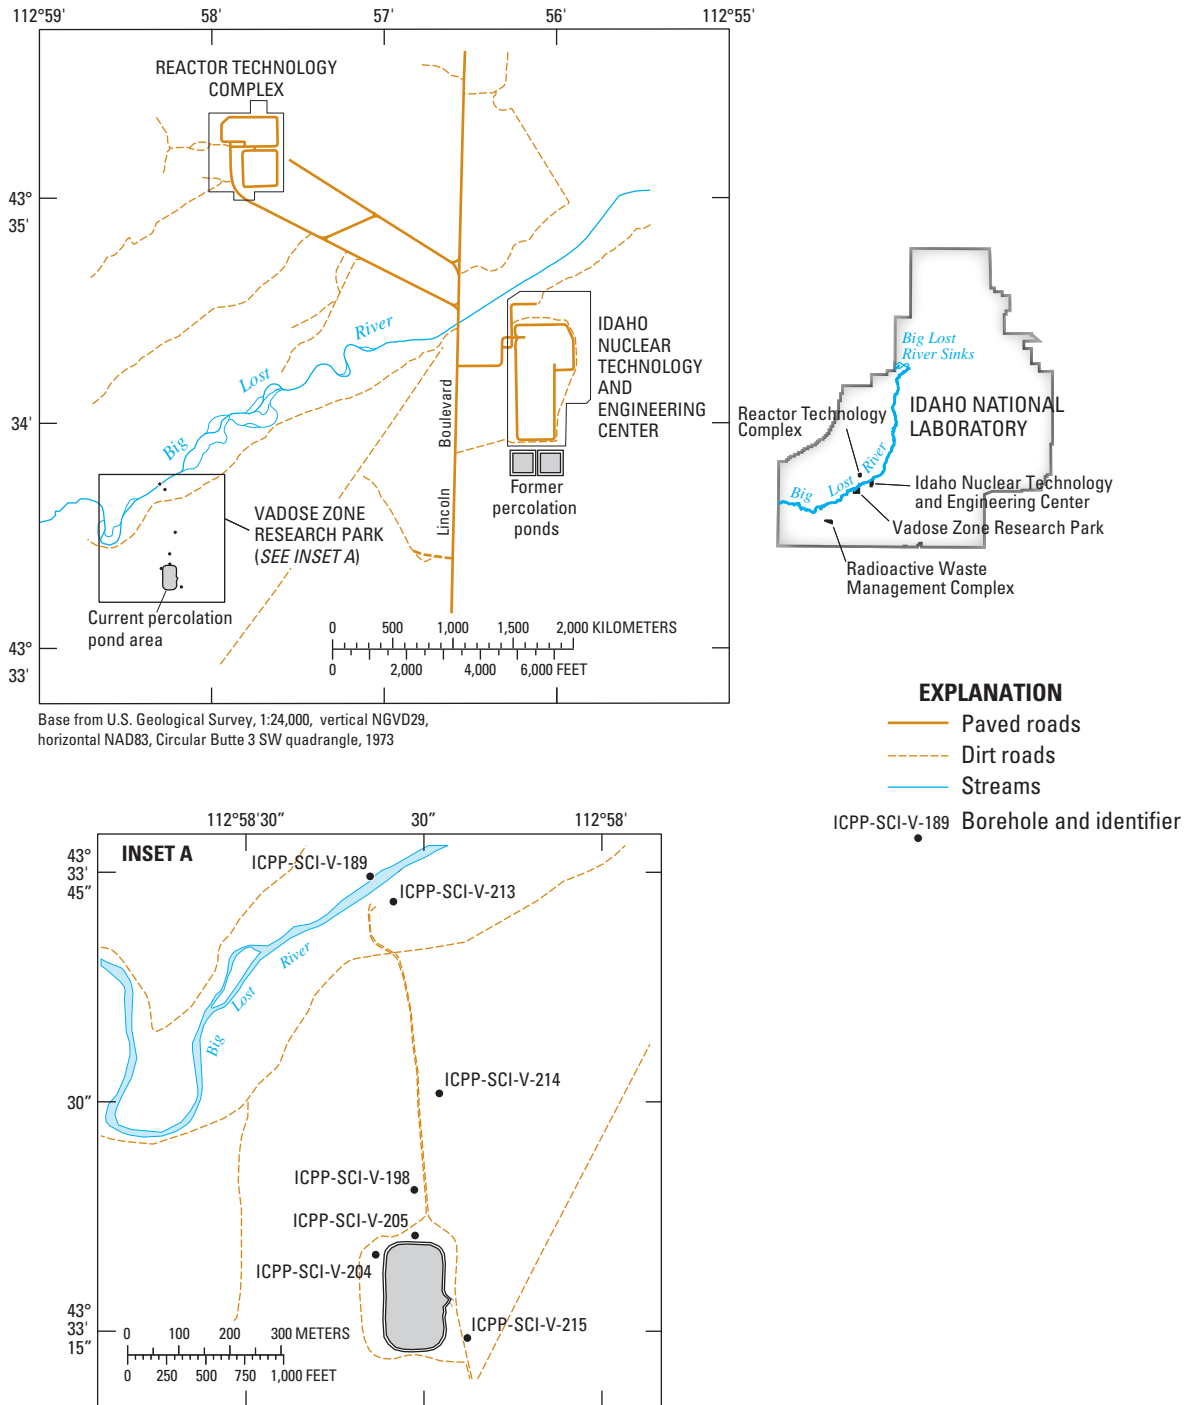 112°59'
58'
57'
56'
112°55'
REACTOR TECHNOLOGY
COMPLEX
43°
35'
River
Lost
Big
34'
Boulevard
Lincoln
IDAHO
NUCLEAR
TECHNOLOGY
AND
ENGINEERING
CENTER
Former
percolation
ponds
VADOSE ZONE
RESEARCH PARK
(SEE INSET A)
Current percolation
pond area
43°
33'
0 500 1,000 1,500 2,000 KILOMETERS
0 2,000 4,000 6,000 FEET
Base from U.S. Geological Survey, 1:24,000, vertical NGVD29,
horizontal NAD83, Circular Butte 3 SW quadrangle, 1973
Big Lost
River Sinks
IDAHO NATIONAL
LABORATORY
Reactor Technology
Complex
Big Lost River
Idaho Nuclear Technology
and Engineering Center
Vadose Zone Research Park
Radioactive Waste
Management Complex
EXPLANATION
Paved roads
Dirt roads
Streams
ICPP-SCI-V-189 Borehole and identifier
112°58'30"
30"
112°58'
43°
33'
45"
INSET A
ICPP-SCI-V-189
ICPP-SCI-V-213
River
Lost
Big
30"
ICPP-SCI-V-214
ICPP-SCI-V-198
ICPP-SCI-V-205
ICPP-SCI-V-204
ICPP-SCI-V-215
43°
33'
15"
0 100 200 300 METERS
0 250 500 750 1,000 FEET